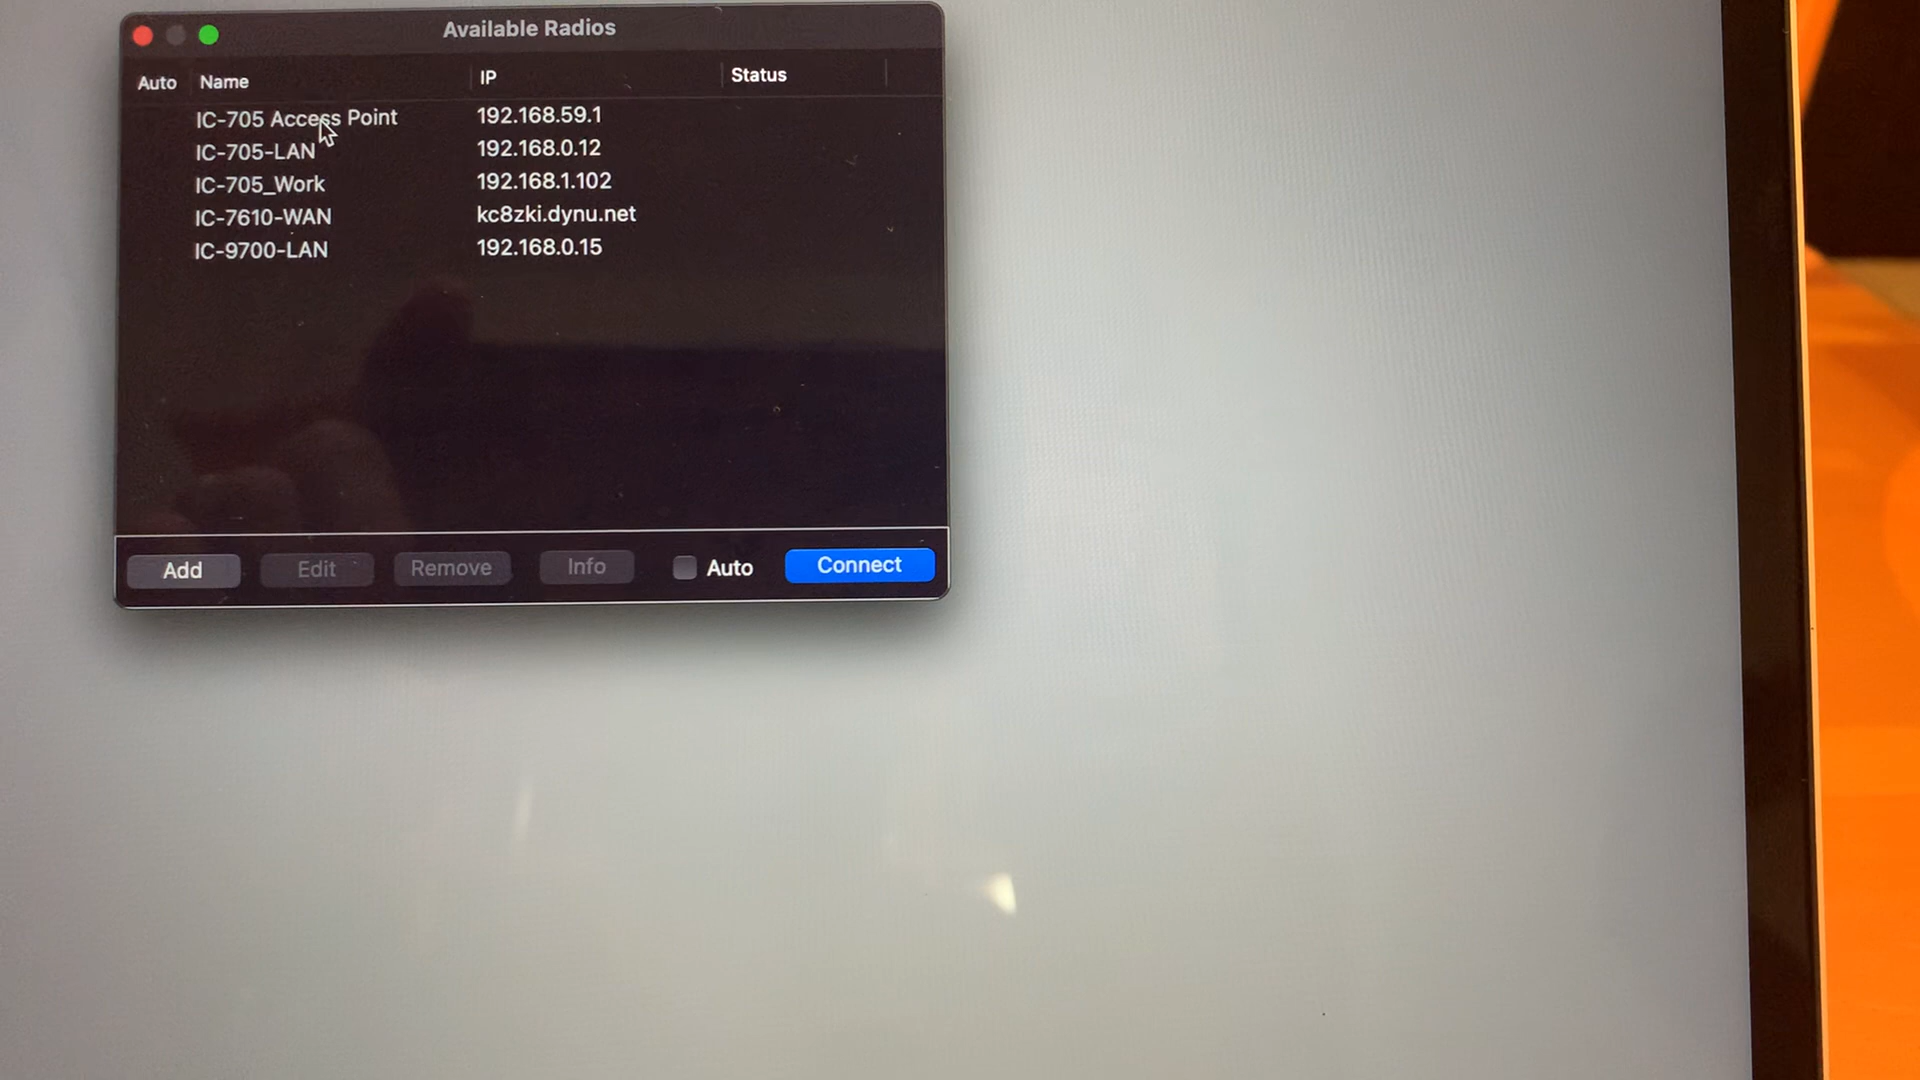 Available Radios
Auto Name IP Status
IC-705 Access Point 192.168.59.1
IC-705-LAN 192.168.0.12
IC-705_Work 192.168.1.102
IC-7610-WAN kc8zki.dynu.net
IC-9700-LAN 192.168.0.15
Add Edit Remove Info Auto Connect